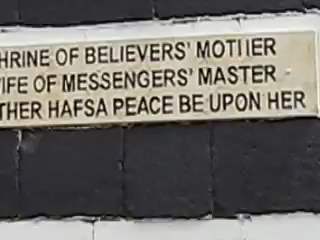 HRINE OF BELIEVERS' MOTHER
IFE OF MESSENGERS' MASTER
THER HAFSA PEACE BE UPON HER